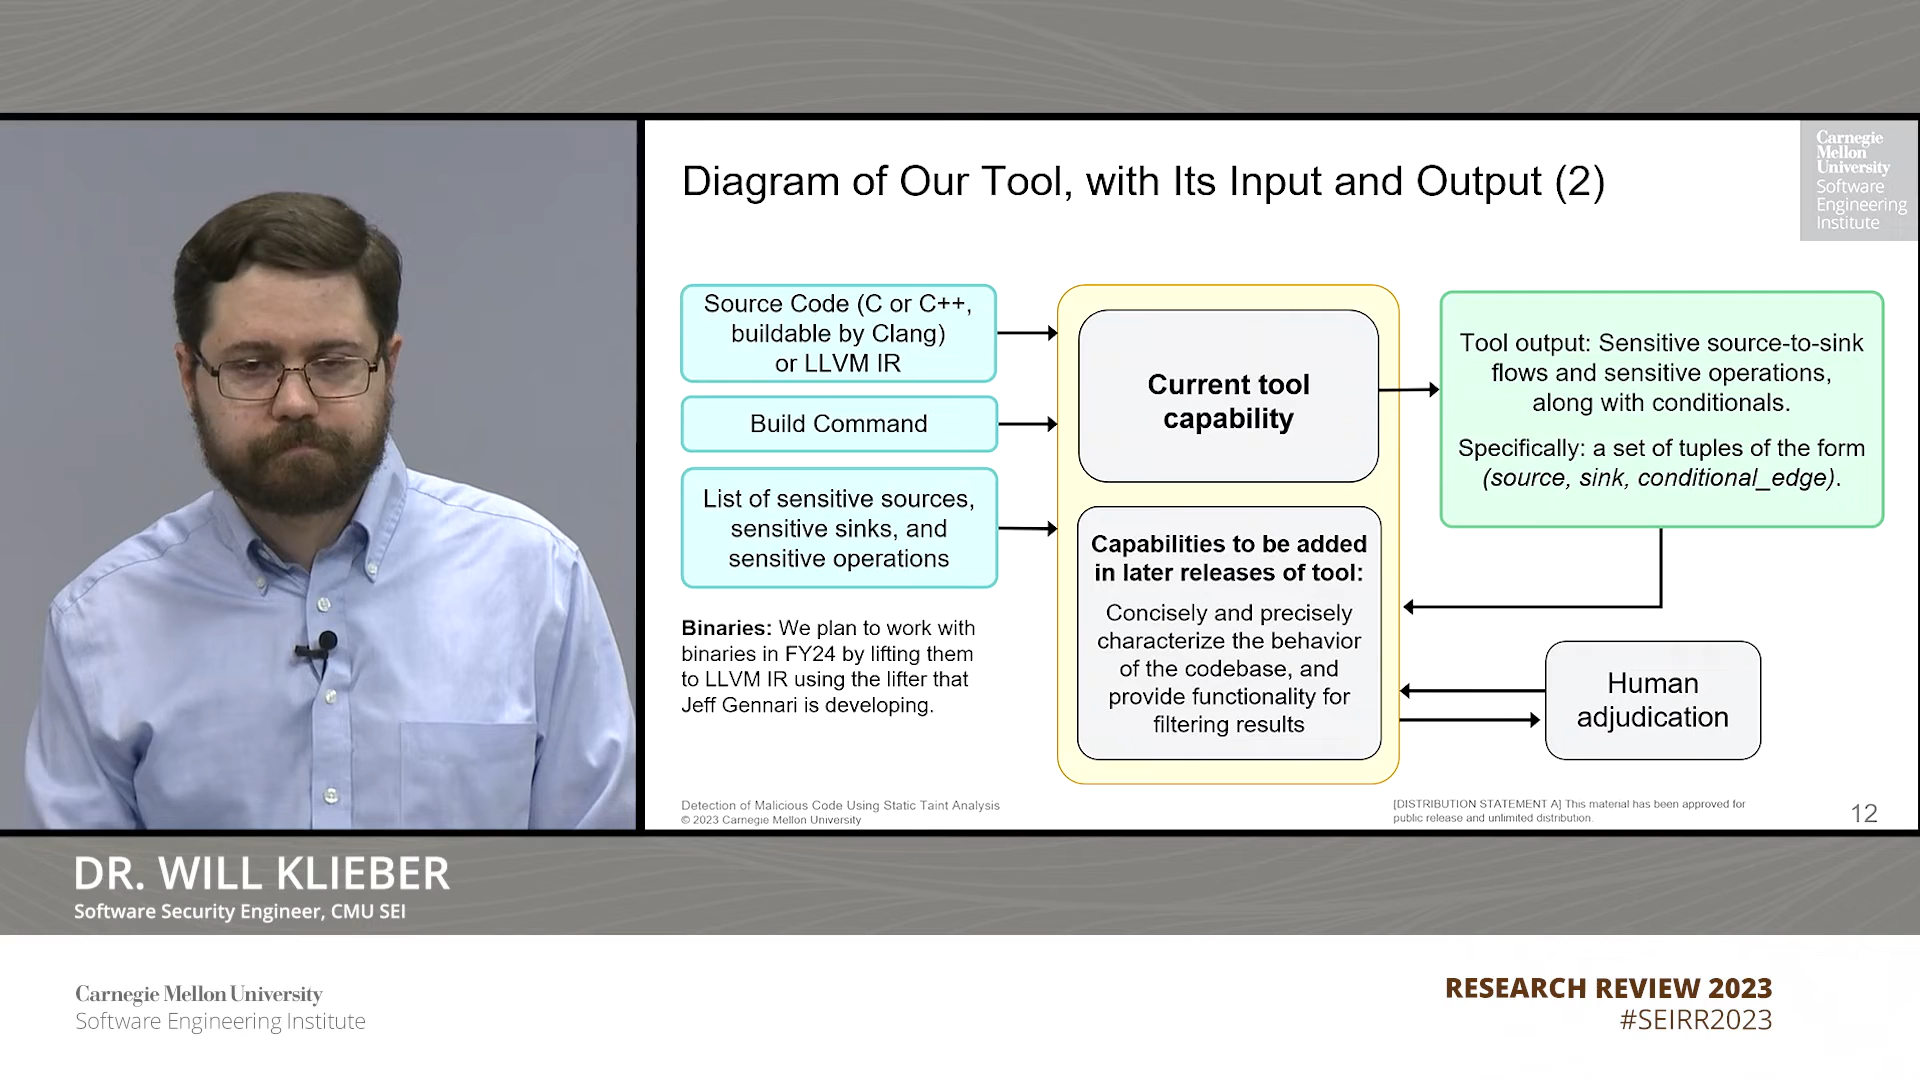 Diagram of Our Tool, with Its Input and Output (2)
Carnegie
Mellon
University
Software
Engineering
Institute
Source Code (C or C++,
buildable by Clang)
or LLVM IR
Build Command
List of sensitive sources,
sensitive sinks, and
sensitive operations
Binaries: We plan to work with
binaries in FY24 by lifting them
to LLVM IR using the lifter that
Jeff Gennari is developing.
Current tool
capability
Capabilities to be added
in later releases of tool:
Concisely and precisely
characterize the behavior
of the codebase, and
provide functionality for
filtering results
Tool output: Sensitive source-to-sink
flows and sensitive operations,
along with conditionals.
Specifically: a set of tuples of the form
(source, sink, conditional_edge).
Human
adjudication
Detection of Malicious Code Using Static Taint Analysis
© 2023 Carnegie Mellon University
[DISTRIBUTION STATEMENT A] This material has been approved for
public release and unlimited distribution.
12
DR. WILL KLIEBER
Software Security Engineer, CMU SEI
Carnegie Mellon University
Software Engineering Institute
RESEARCH REVIEW 2023
#SEIRR2023